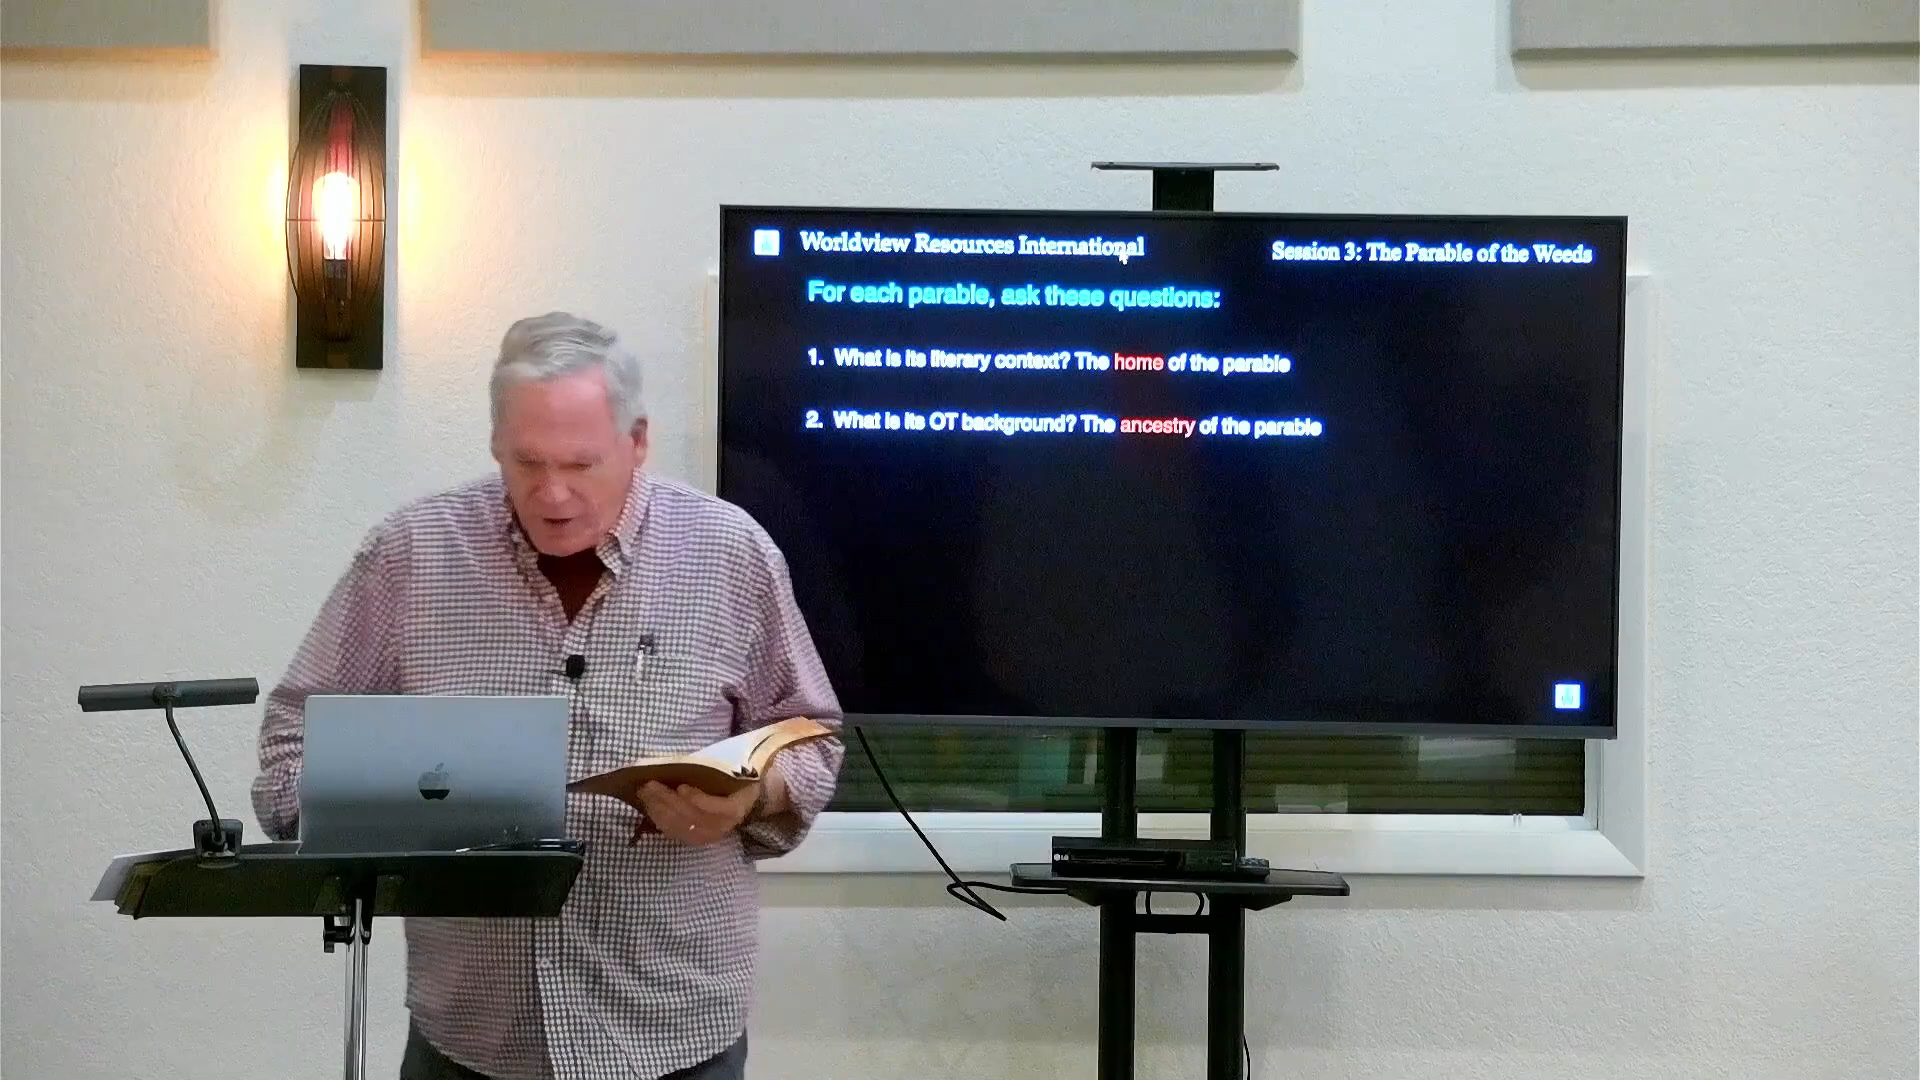 Worldview Resources International
Session 3: The Parable of the Weeds
For each parable, ask these questions:
1. What is its literary context? The home of the parable
2. What is its OT background? The ancestry of the parable
LG